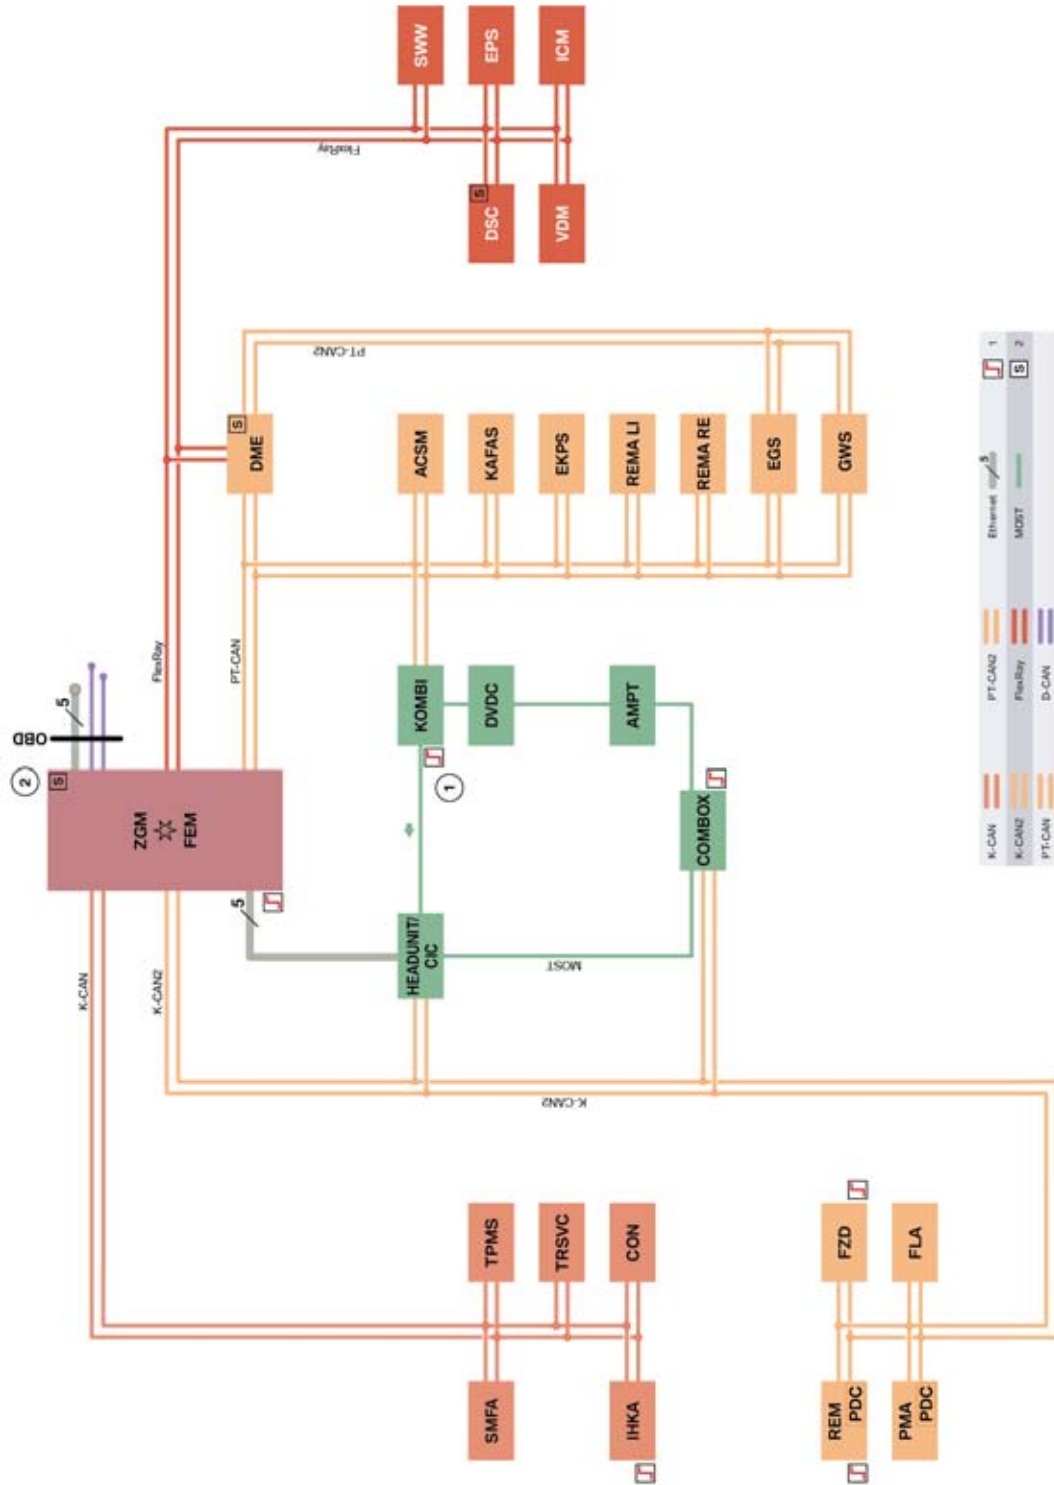 SWW
EPS
ICM
FlexRay
DSC
S
VDM
PT-CAN2
S
DME
ACSM
KAFAS
EKPS
REMA LI
REMA RE
EGS
GWS
FlexRay
PT-CAN
5
OBD
2
S
ZGM
FEM
5
KOMBI
DVDC
AMPT
1
COMBOX
HEADUNIT/
CIC
MOST
K-CAN
K-CAN2
K-CAN2
TPMS
TRSVC
CON
SMFA
IHKA
FZD
FLA
REM
PDC
PMA
PDC
K-CAN
PT-CAN2
Ethernet
5
1
K-CAN2
FlexRay
MOST
S
2
PT-CAN
D-CAN